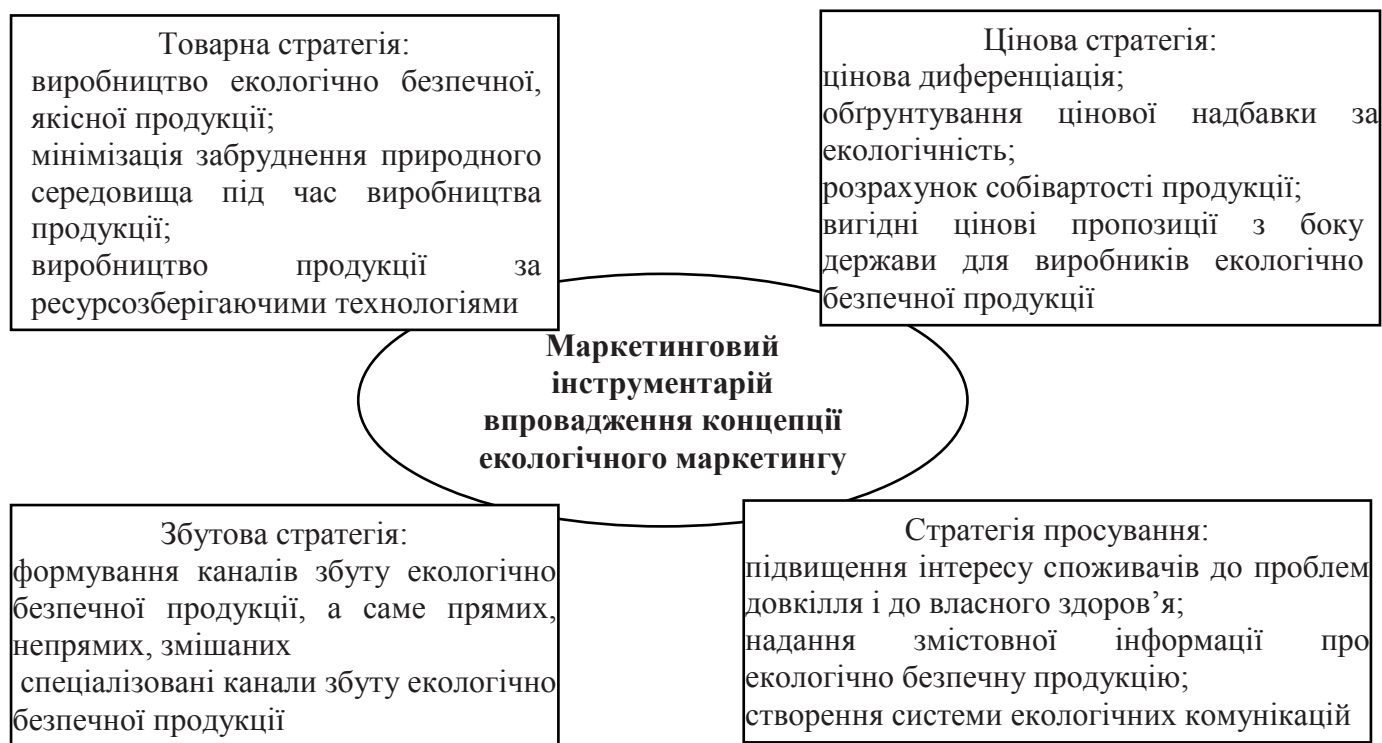 Товарна стратегія:
виробництво екологічно безпечної,
якісної продукції;
мінімізація забруднення природного
середовища під час виробництва
продукції;
виробництво продукції за
ресурсозберігаючими технологіями
Цінова стратегія:
цінова диференціація;
обґрунтування цінової надбавки за
екологічність;
розрахунок собівартості продукції;
вигідні цінові пропозиції з боку
держави для виробників екологічно
безпечної продукції
Маркетинговий
інструментарій
впровадження концепції
екологічного маркетингу
Збутова стратегія:
формування каналів збуту екологічно
безпечної продукції, а саме прямих,
непрямих, змішаних
спеціалізовані канали збуту екологічно
безпечної продукції
Стратегія просування:
підвищення інтересу споживачів до проблем
довкілля і до власного здоров’я;
надання змістовної інформації про
екологічно безпечну продукцію;
створення системи екологічних комунікацій